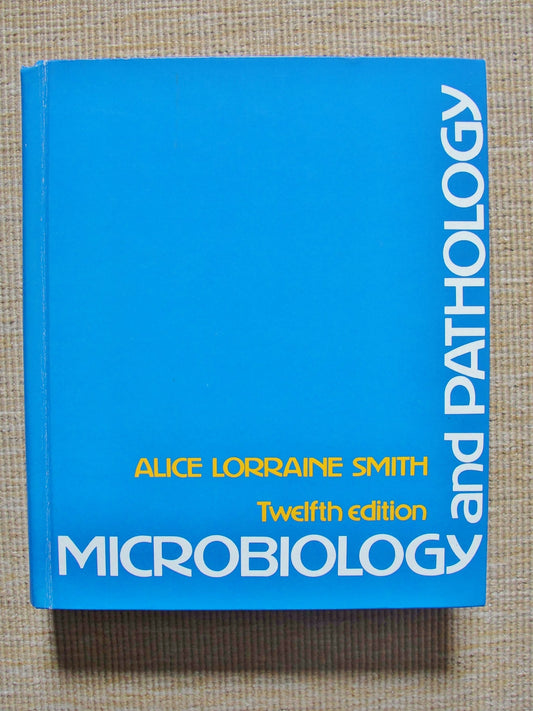 ALICE LORRAINE SMITH
Twelfth edition
MICROBIOLOGY
and PATHOLOGY